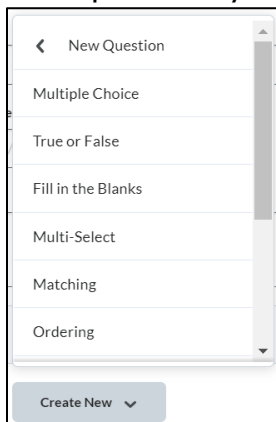 New Question
Multiple Choice
True or False
Fill in the Blanks
Multi-Select
Matching
Ordering
Create New